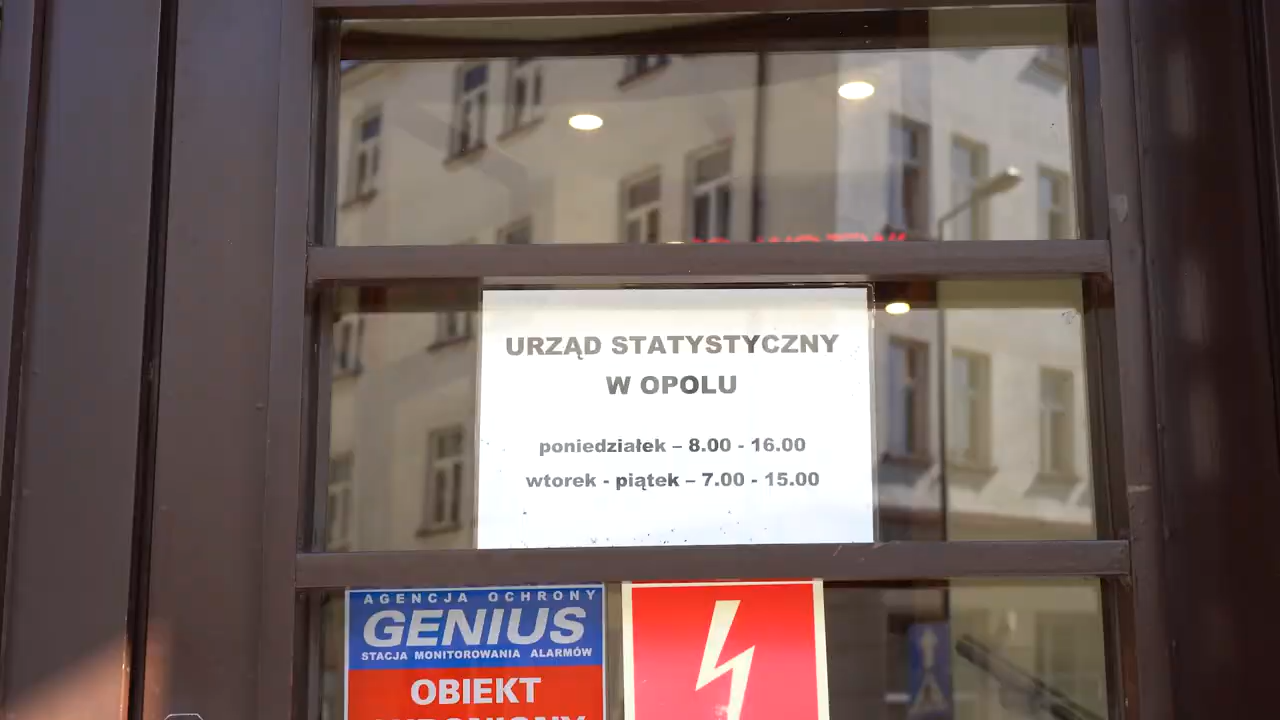 URZĄD STATYSTYCZNY
W OPOLU
poniedziałek – 8.00 - 16.00
wtorek - piątek – 7.00 - 15.00
AGENCJA OCHRONY
GENIUS
STACJA MONITOROWANIA ALARMÓW
OBIEKT